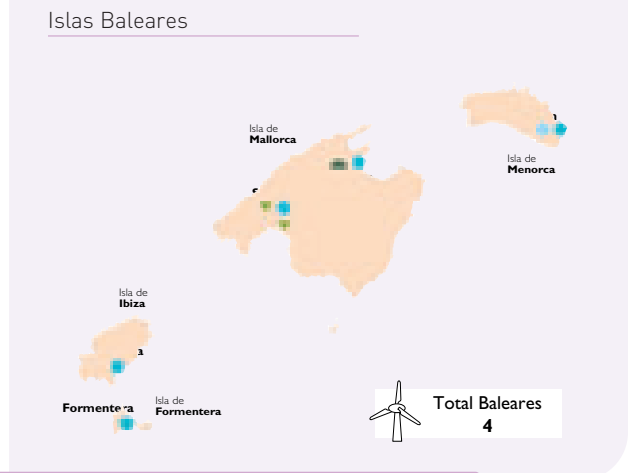 Islas Baleares
Isla de
Mallorca
Isla de
Menorca
Isla de
Ibiza
Formentera
Isla de
Formentera
Total Baleares
4